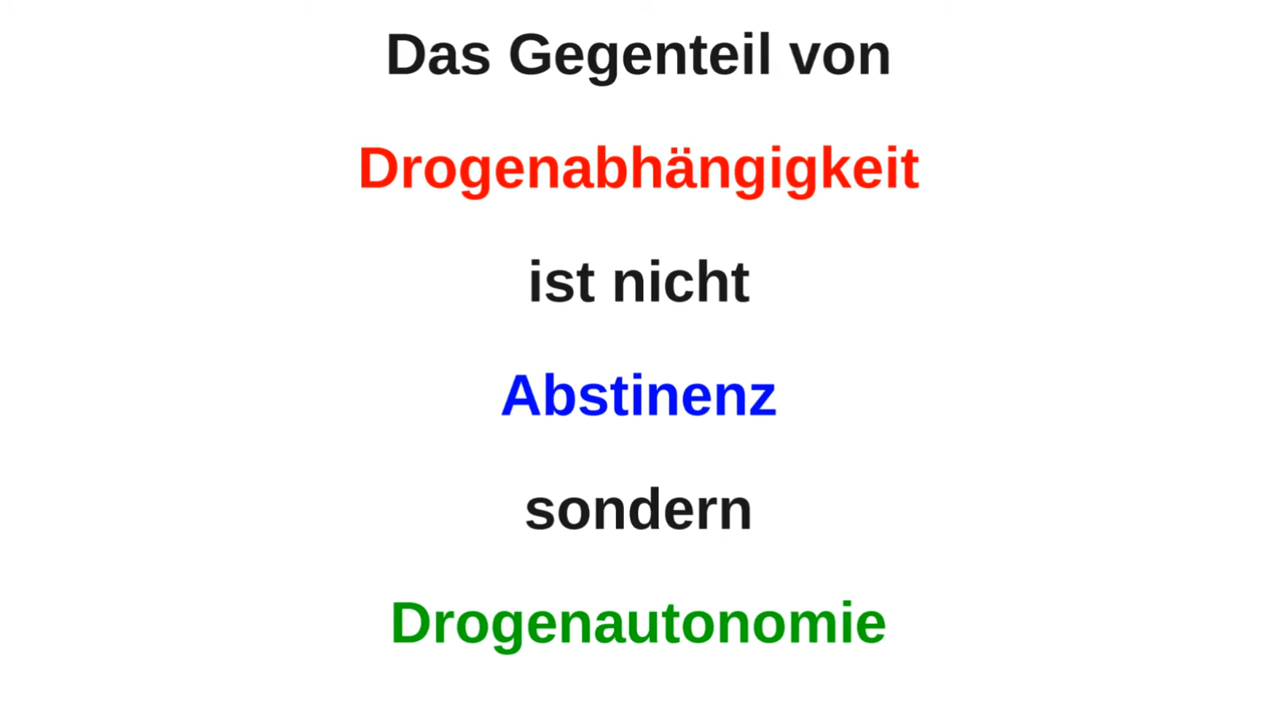 Das Gegenteil von
Drogenabhängigkeit
ist nicht
Abstinenz
sondern
Drogenautonomie